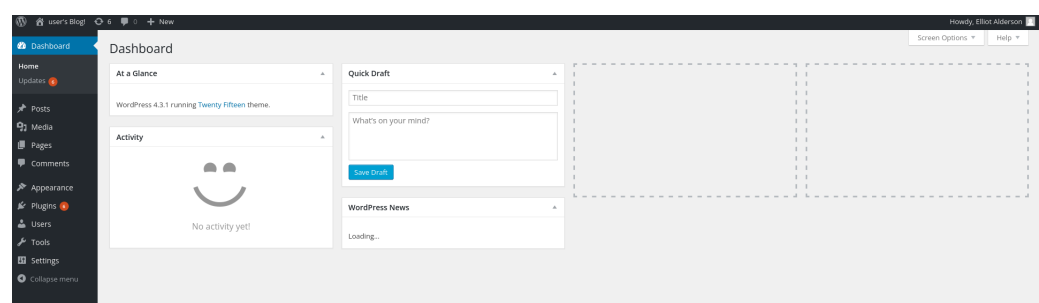 user's Blog! 6 0 + New Howdy, Elliot Alderson
Screen Options Help
Dashboard
Home
Updates 6
Posts
Media
Pages
Comments
Appearance
Plugins 6
Users
Tools
Settings
Collapse menu
Dashboard
At a Glance
WordPress 4.3.1 running Twenty Fifteen theme.
Activity
No activity yet!
Quick Draft
Title
What's on your mind?
Save Draft
WordPress News
Loading...